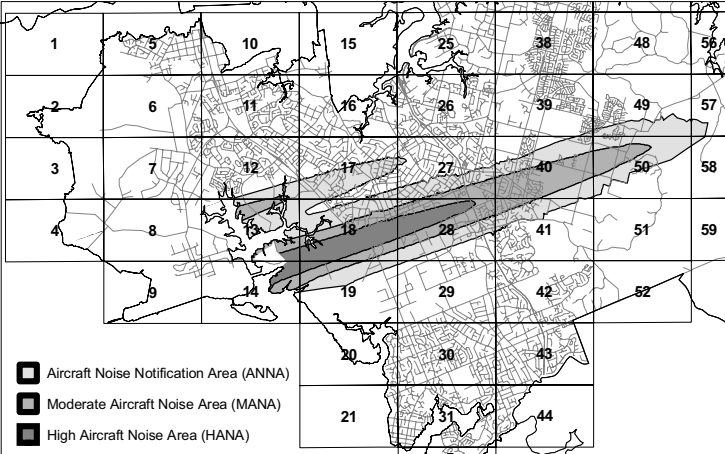 1 5 10 15 25 38 48 56
2 6 11 16 26 39 49 57
3 7 12 17 27 40 50 58
4 8 13 18 28 41 51 59
9 14 19 29 42 52
20 30 43
Aircraft Noise Notification Area (ANNA)
Moderate Aircraft Noise Area (MANA)
21 31 44
High Aircraft Noise Area (HANA)